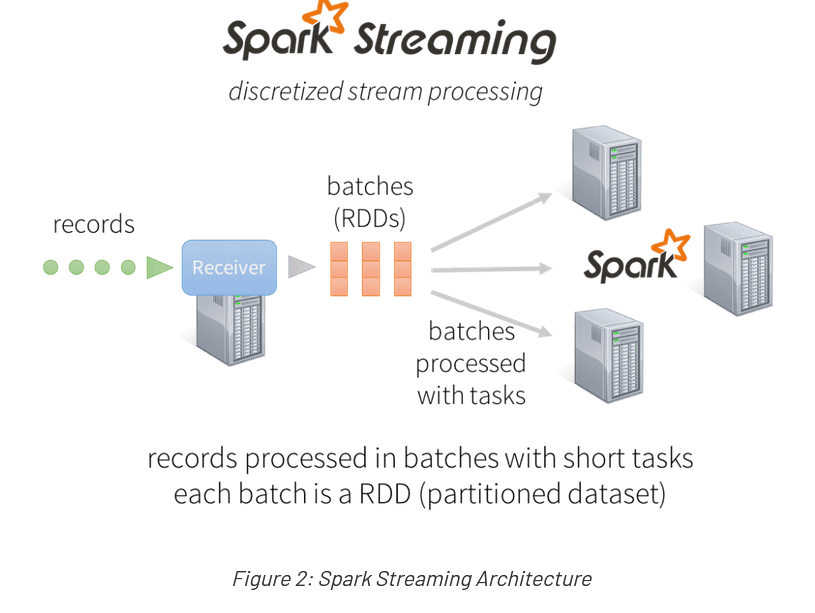 Spark Streaming
discretized stream processing
records
Receiver
batches
(RDDs)
Spark
batches
processed
with tasks
records processed in batches with short tasks
each batch is a RDD (partitioned dataset)
Figure 2: Spark Streaming Architecture